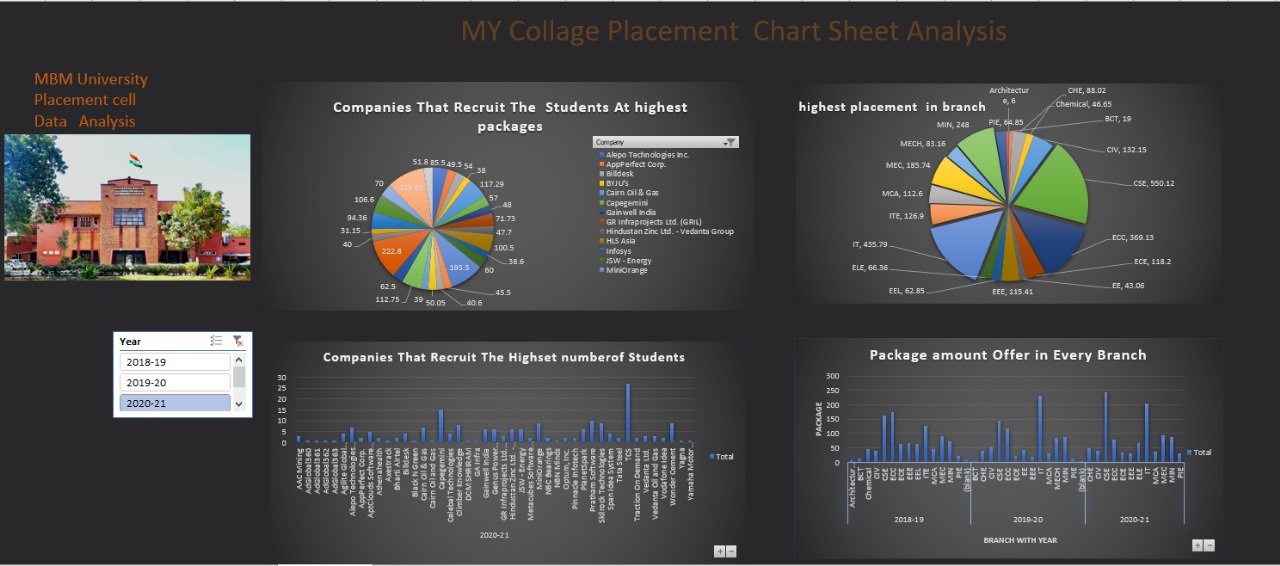 MY Collage Placement  Chart Sheet Analysis
MBM University
Placement cell
Data  Analysis
Year
2018-19
2019-20
2020-21
Companies That Recruit The  Students At highest
packages
51.8
85.5
49.5
54
38
117.29
57
48
71.73
47.7
100.5
38.6
60
193.5
45.5
40.6
50.05
39
112.75
62.5
222.8
40
31.15
94.36
106.6
70
Company
Alepo Technologies Inc.
AppPerfect Corp.
Billdesk
BYJU's
Cairn Oil & Gas
Capegemini
Gainwell India
GR Infraprojects Ltd. (GRIL)
Hindustan Zinc Ltd. - Vedanta Group
HLS Asia
Infosys
JSW - Energy
MiniOrange
highest placement  in branch
Architectur
e, 6
CHE, 88.02
Chemical, 46.65
BCT, 19
CIV, 132.15
CSE, 550.12
ECC, 369.13
ECE, 118.2
EE, 43.06
EEE, 115.41
EEL, 62.85
ELE, 66.36
IT, 435.79
ITE, 126.9
MCA, 112.6
MEC, 185.74
MECH, 83.16
MIN, 248
PIE, 64.85
Companies That Recruit The Highset numberof Students
30
25
20
15
10
5
0
AAC Mining
AdGlobal360
AdGlobal361
AdGlobal362
AdGlobal363
Agilite Global...
Alepo Technologies...
AppPerfect Corp.
AptClouds Software...
Athenahealth
Axestrack
Bharti Airtel
Billdesk
Black N Green
Cairn Oil & Gas
Cairn Oil and Gas
Capegemini
Celebal Technologies
Climber Knowledge
DCM SHRIRAM
GA Infra
Gainwell India
Genus Power...
GR Infraprojects Ltd...
Hindustan Zinc Ltd. -...
JSW - Energy
Metacubes Software...
MiniOrange
NBC Bearings
NBN Minds
Optum, Inc.
Pinnacle Infotech
PlanetSpark
Pratham Software
Skilrock Technologies
Span Idea System
Tata Steel
TCS
Traction On Demand
Vedanta Ltd.
Vedanta Oil and Gas
Vodafone Idea
Wonder Cement
Yagna
Yamaha Motor...
2020-21
Total
Package amount Offer in Every Branch
PACKAGE
300
250
200
150
100
50
0
Architectur
BCT
Chemical
CIV
CSE
ECC
ECE
EEE
EEL
ITE
MCA
MEC
MECH
MIN
PIE
(blank)
BCT
CHE
CIV
CSE
ECC
ECE
EE
EEE
IT
MCA
MECH
MIN
PIE
(blank)
CHE
CIV
CSE
ECC
ECE
EE
ELE
IT
MCA
MEC
MIN
PIE
2018-19
2019-20
2020-21
BRANCH WITH YEAR
Total